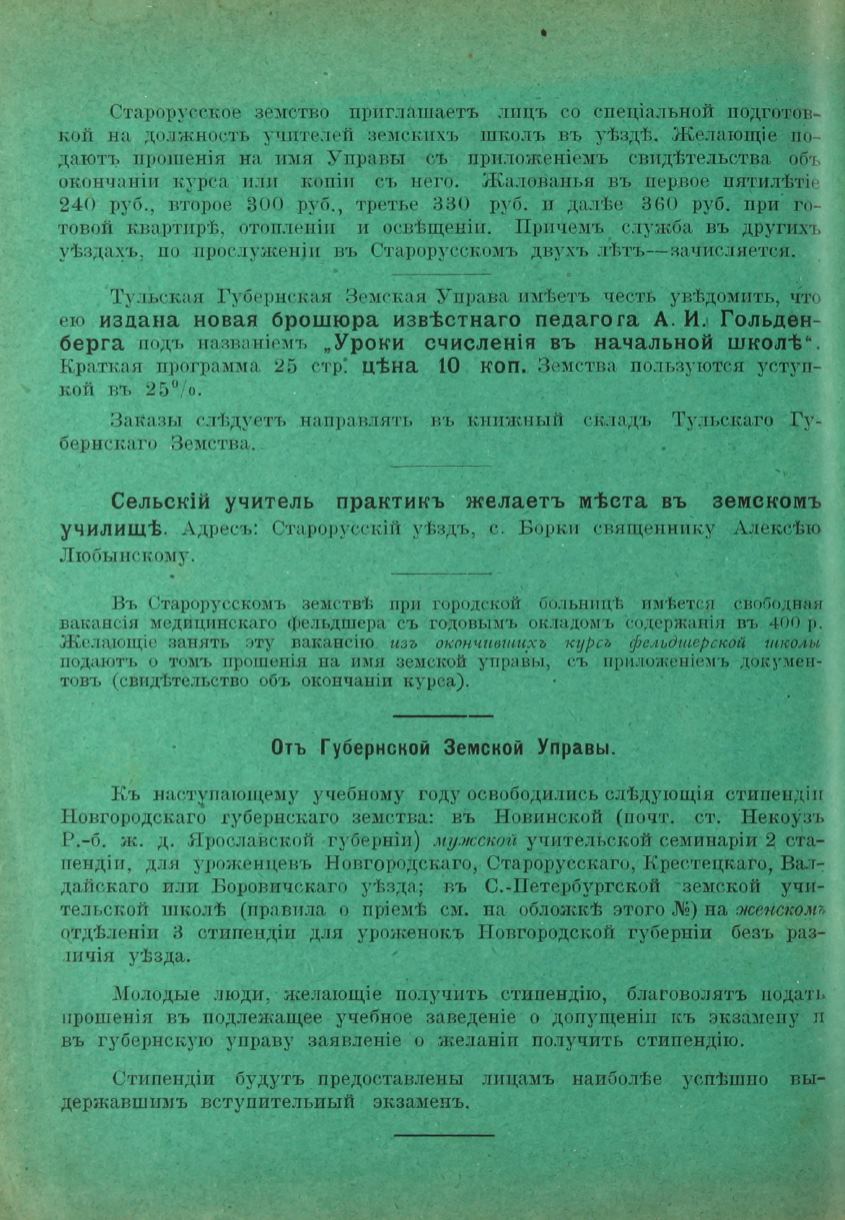 Старорусское земство приглашаетъ лицъ со спеціальной подготов-
кой на должность учителей земскихъ школъ въ уѣздѣ. Желающіе по-
даютъ прошенія на имя Управы съ приложеніемъ свидѣтельства объ
окончаніи курса или копіи съ него. Жалованья въ первое пятилѣтіе
240 руб., второе 300 руб., третье 330 руб. и далѣе 360 руб. при го-
товой квартирѣ, отопленіи и освѣщеніи. Причемъ служба въ другихъ
уѣздахъ, по прослуженіи въ Старорусскомъ двухъ лѣтъ—зачисляется.
Тульская Губернская Земская Управа имѣетъ честь увѣдомить, что
ею издана новая брошюра извѣстнаго педагога А. И. Гольден-
берга подъ названіемъ „Уроки счисленія въ начальной школѣ“.
Краткая программа 25 стр. цѣна 10 коп. Земства пользуются уступ-
кой въ 25%.
Заказы слѣдуетъ направлять въ книжный складъ Тульскаго Гу-
бернскаго Земства.
Сельскій учитель практикъ желаетъ мѣста въ земскомъ
училищѣ. Адресъ: Старорусскій уѣздъ, с. Борки священнику Алексѣю
Любынскому.
Въ Старорусскомъ земствѣ при городской больницѣ имѣется свободная
вакансія медицинскаго фельдшера съ годовымъ окладомъ содержанія въ 400 р.
Желающіе занять эту вакансію изъ окончившихъ курсъ фельдшерской школы
подаютъ о томъ прошенія на имя земской управы, съ приложеніемъ докумен-
товъ (свидѣтельство объ окончаніи курса).
Отъ Губернской Земской Управы.
Къ наступающему учебному году освободились слѣдующія стипендіи
Новгородскаго губернскаго земства: въ Новинской (почт. ст. Некоузъ
Р.-б. ж. д. Ярославской губерніи) мужской учительской семинаріи 2 сти-
пендіи, для уроженцевъ Новгородскаго, Старорусскаго, Крестецкаго, Вал-
дайскаго или Боровичскаго уѣзда; въ С.-Петербургской земской учи-
тельской школѣ (правила о пріемѣ см. на обложкѣ этого №) на женскомъ
отдѣленіи 3 стипендіи для уроженокъ Новгородской губерніи безъ раз-
личія уѣзда.
Молодые люди, желающіе получить стипендію, благоволятъ подать
прошенія въ подлежащее учебное заведеніе о допущеніи къ экзамену и
въ губернскую управу заявленіе о желаніи получить стипендію.
Стипендіи будутъ предоставлены лицамъ наиболѣе успѣшно вы-
державшимъ вступительный экзаменъ.